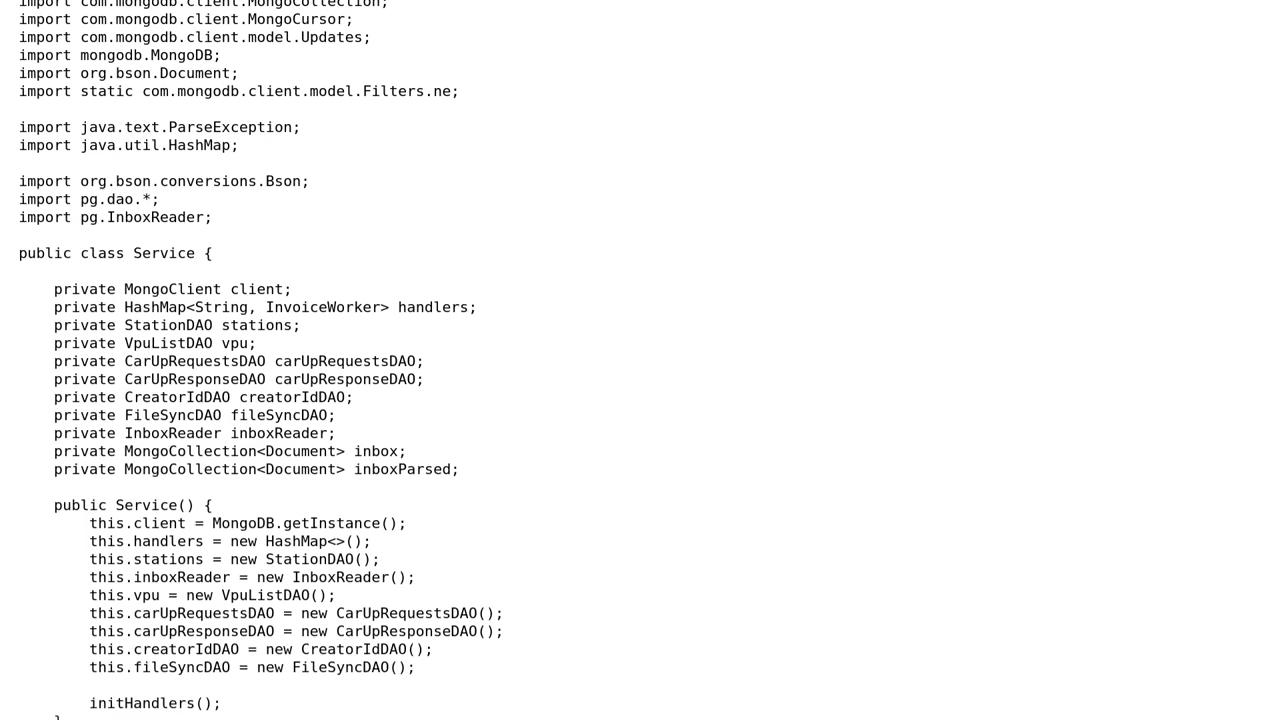 import com.mongodb.client.MongoCollection;
import com.mongodb.client.MongoCursor;
import com.mongodb.client.model.Updates;
import mongodb.MongoDB;
import org.bson.Document;
import static com.mongodb.client.model.Filters.ne;

import java.text.ParseException;
import java.util.HashMap;

import org.bson.conversions.Bson;
import pg.dao.*;
import pg.InboxReader;

public class Service {

    private MongoClient client;
    private HashMap<String, InvoiceWorker> handlers;
    private StationDAO stations;
    private VpuListDAO vpu;
    private CarUpRequestsDAO carUpRequestsDAO;
    private CarUpResponseDAO carUpResponseDAO;
    private CreatorIdDAO creatorIdDAO;
    private FileSyncDAO fileSyncDAO;
    private InboxReader inboxReader;
    private MongoCollection<Document> inbox;
    private MongoCollection<Document> inboxParsed;

    public Service() {
        this.client = MongoDB.getInstance();
        this.handlers = new HashMap<>();
        this.stations = new StationDAO();
        this.inboxReader = new InboxReader();
        this.vpu = new VpuListDAO();
        this.carUpRequestsDAO = new CarUpRequestsDAO();
        this.carUpResponseDAO = new CarUpResponseDAO();
        this.creatorIdDAO = new CreatorIdDAO();
        this.fileSyncDAO = new FileSyncDAO();

        initHandlers();
    }